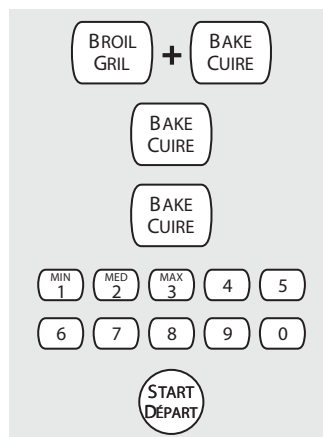 BROIL GRIL + BAKE CUIRE
BAKE CUIRE
BAKE CUIRE
MIN 1 MED 2 MAX 3 4 5
6 7 8 9 0
START DÉPART